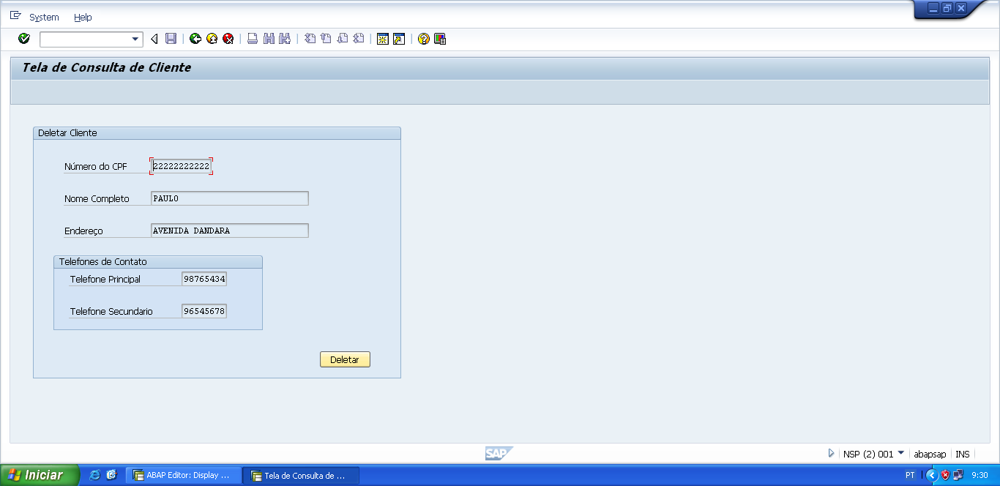 System Help
Tela de Consulta de Cliente
Deletar Cliente
Número do CPF 22222222222
Nome Completo PAULO
Endereço AVENIDA DANDARA
Telefones de Contato
Telefone Principal 98765434
Telefone Secundario 96545678
Deletar
SAP
NSP (2) 001 abapsap INS
Iniciar ABAP Editor: Display ... Tela de Consulta de ... PT 9:30